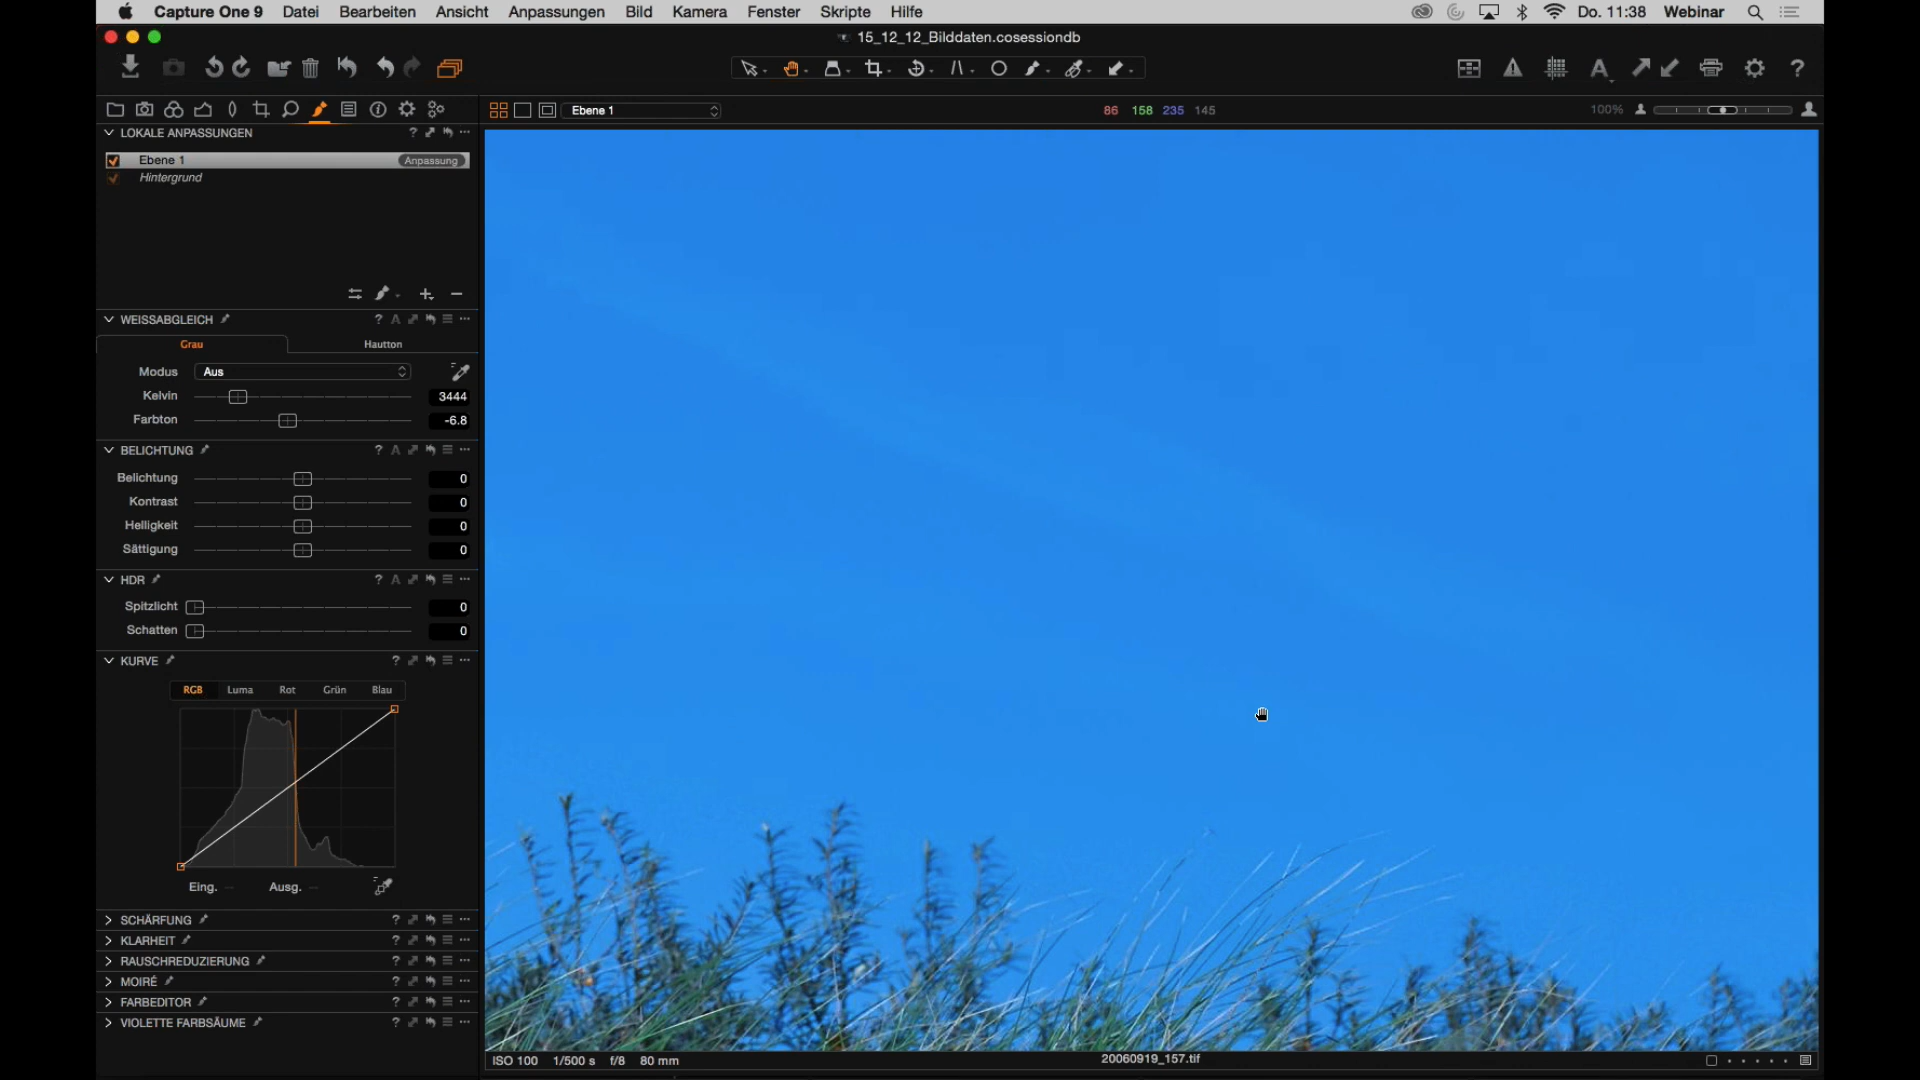 Capture One 9 Datei Bearbeiten Ansicht Anpassungen Bild Kamera Fenster Skripte Hilfe Do. 11:38 Webinar
15_12_12_Bilddaten.cosessiondb
Ebene 1 86 158 235 145 100%
LOKALE ANPASSUNGEN ?
Ebene 1 Anpassung
Hintergrund
WEISSABGLEICH ? A
Grau Hautton
Modus Aus
Kelvin 3444
Farbton -6.8
BELICHTUNG ? A
Belichtung 0
Kontrast 0
Helligkeit 0
Sättigung 0
HDR ? A
Spitzlicht 0
Schatten 0
KURVE ?
RGB Luma Rot Grün Blau
Eing. -- Ausg. --
SCHÄRFUNG ?
KLARHEIT ?
RAUSCHREDUZIERUNG ?
MOIRÉ ?
FARBEDITOR ?
VIOLETTE FARBSÄUME ?
ISO 100 1/500 s f/8 80 mm 20060919_157.tif